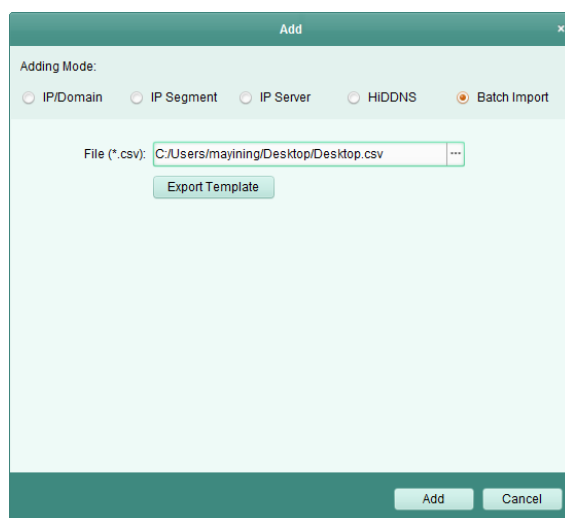 Add
Adding Mode:
IP/Domain IP Segment IP Server HiDDNS Batch Import
File (*.csv): C:/Users/mayining/Desktop/Desktop.csv ...
Export Template
Add Cancel